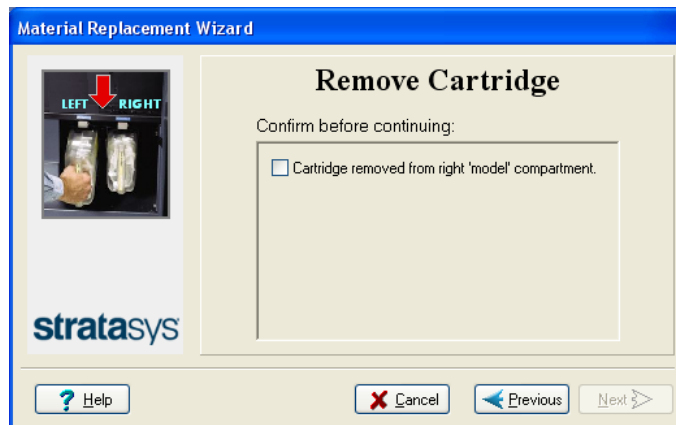 Material Replacement Wizard
LEFT RIGHT
Remove Cartridge
Confirm before continuing:
Cartridge removed from right 'model' compartment.
stratasys
Help
Cancel
Previous
Next